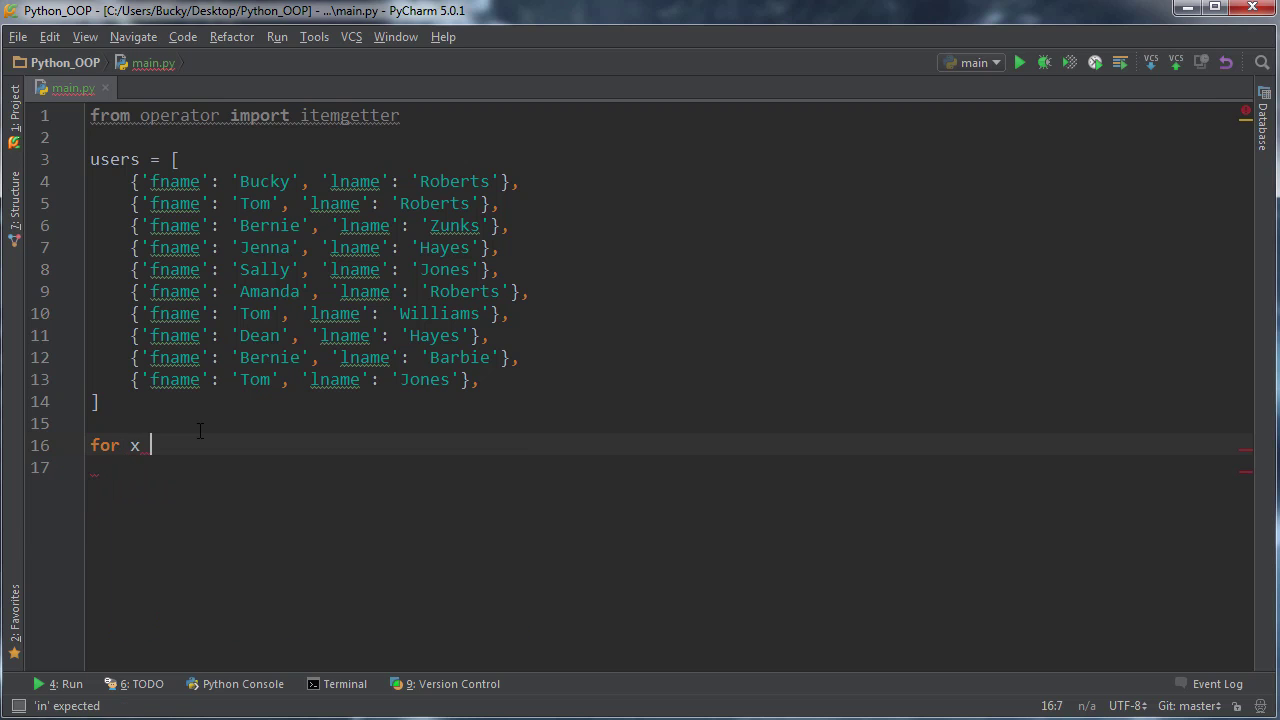 Python_OOP - [C:/Users/Bucky/Desktop/Python_OOP] - ...\main.py - PyCharm 5.0.1
File Edit View Navigate Code Refactor Run Tools VCS Window Help
Python_OOP main.py main VCS VCS
1: Project
7: Structure
2: Favorites
main.py
Database
1 from operator import itemgetter
2
3 users = [
4 {'fname': 'Bucky', 'lname': 'Roberts'},
5 {'fname': 'Tom', 'lname': 'Roberts'},
6 {'fname': 'Bernie', 'lname': 'Zunks'},
7 {'fname': 'Jenna', 'lname': 'Hayes'},
8 {'fname': 'Sally', 'lname': 'Jones'},
9 {'fname': 'Amanda', 'lname': 'Roberts'},
10 {'fname': 'Tom', 'lname': 'Williams'},
11 {'fname': 'Dean', 'lname': 'Hayes'},
12 {'fname': 'Bernie', 'lname': 'Barbie'},
13 {'fname': 'Tom', 'lname': 'Jones'},
14 ]
15
16 for x
17
4: Run 6: TODO Python Console Terminal 9: Version Control Event Log
'in' expected 16:7 n/a UTF-8 Git: master